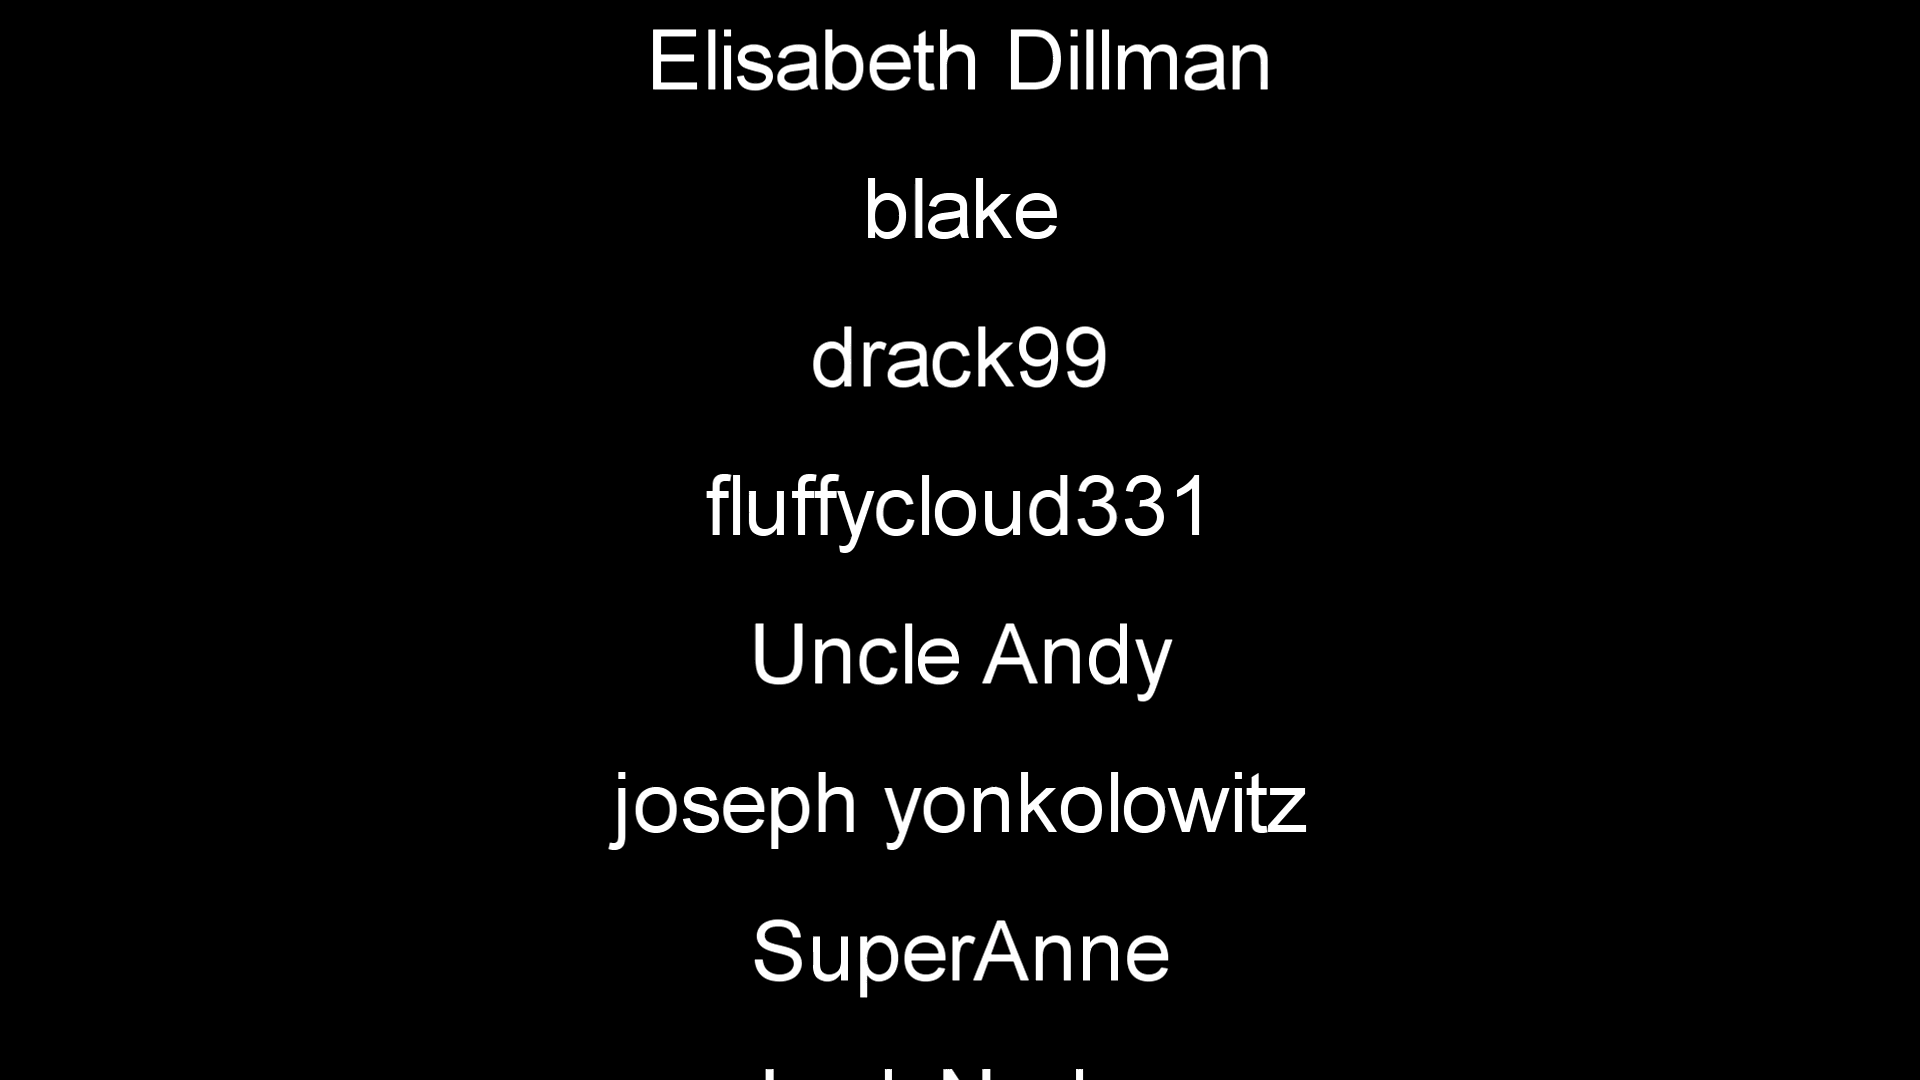 Elisabeth Dillman
blake
drack99
fluffycloud331
Uncle Andy
joseph yonkolowitz
SuperAnne